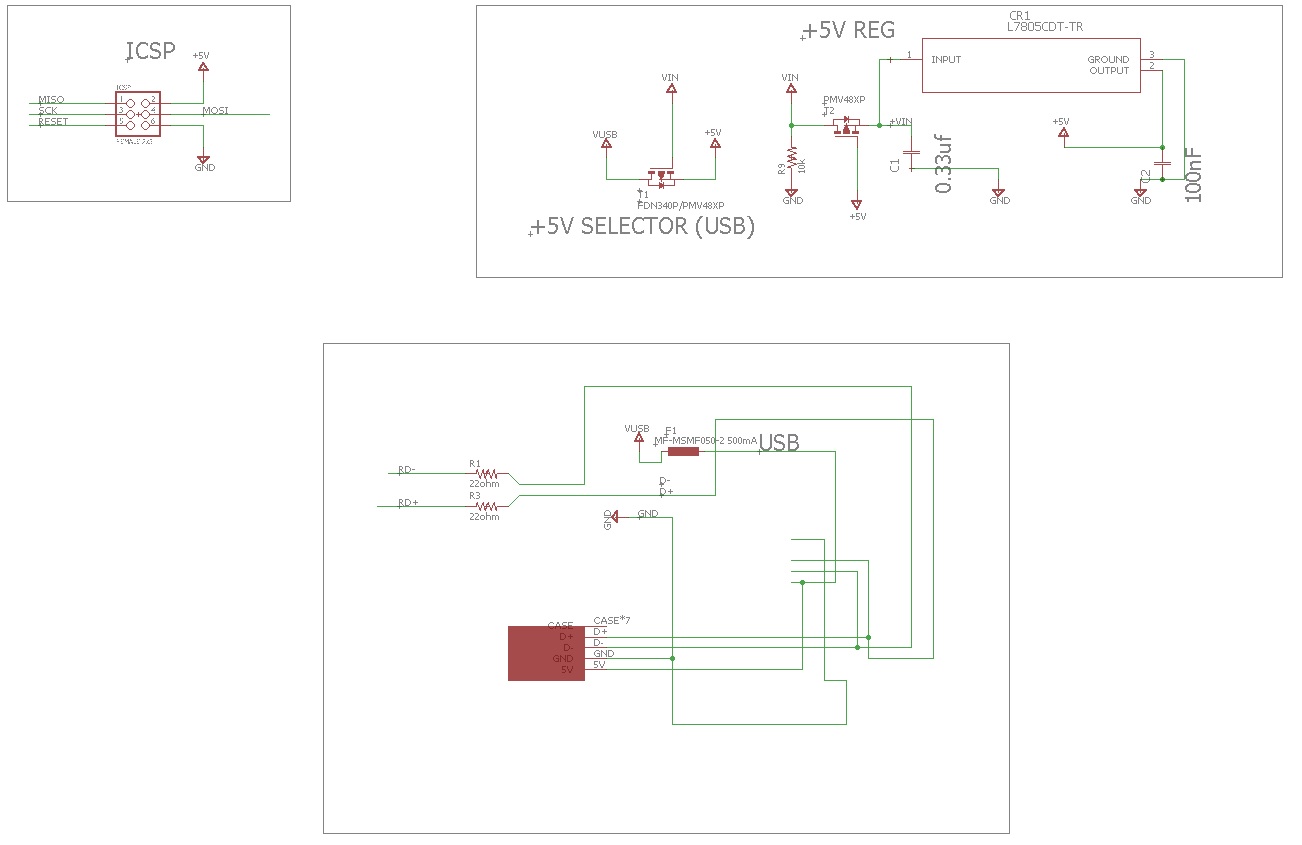 ICSP
+5V
ICSP
MISO
1
2
SCK
3
4
MOSI
RESET
5
6
GND
+5V REG
CR1
L7805CDT-TR
VIN
VIN
1
INPUT
GROUND
3
OUTPUT
2
PMV48XP
T2
VUSB
+5V
+5V
+VIN
R9
10k
C1
0.33uf
C2
100nF
T1
FDN340P/PMV48XP
GND
+5V
GND
GND
+5V SELECTOR (USB)
VUSB
F1
MF-MSMF050-2 500mA
USB
RD-
R1
22ohm
D-
D+
RD+
R3
22ohm
GND
GND
CASE
CASE*7
D+
D+
D-
D-
GND
GND
5V
5V